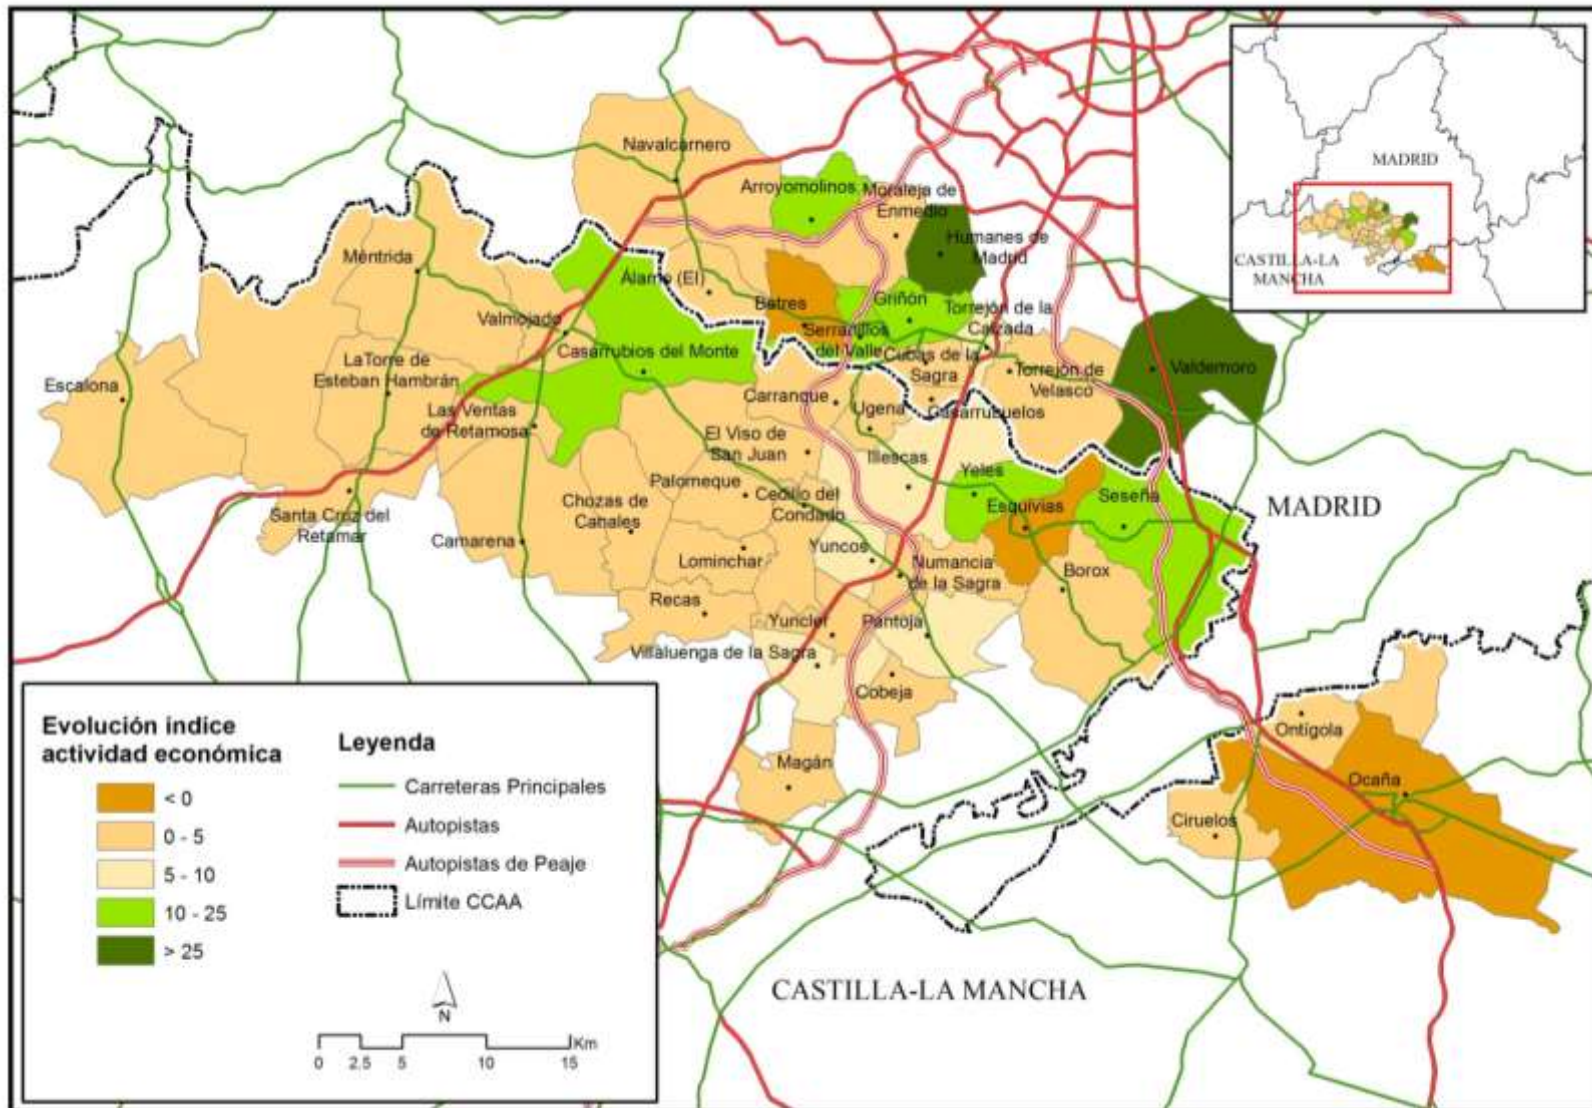 Navalcarnero
Arroyomolinos
Moraleja de
Enmedio
Humanes de
Madrid
Méntrida
Álamo (El)
Batres
Griñón
Serranillos
del Valle
Torrejón de la
Calzada
Cubas de la
Sagra
Valmojado
Casarrubios del Monte
LaTorre de
Esteban Hambrán
Escalona
Torrejón de
Velasco
Valdemoro
Carranque
Ugena
Casarrubuelos
Las Ventas
de Retamosa
El Viso de
San Juan
Illescas
Yeles
Palomeque
Cedillo del
Condado
Esquivias
Seseña
Chozas de
Canales
Santa Cruz del
Retamar
Camarena
Lominchar
Yuncos
Numancia
de la Sagra
Borox
Recas
Yuncler
Pantoja
Villaluenga de la Sagra
Cobeja
Magán
Ontígola
Ocaña
Ciruelos
MADRID
CASTILLA-LA MANCHA
MADRID
CASTILLA-LA
MANCHA
Evolución índice
actividad económica
< 0
0 - 5
5 - 10
10 - 25
> 25
Leyenda
Carreteras Principales
Autopistas
Autopistas de Peaje
Límite CCAA
N
Km
0 2.5 5 10 15